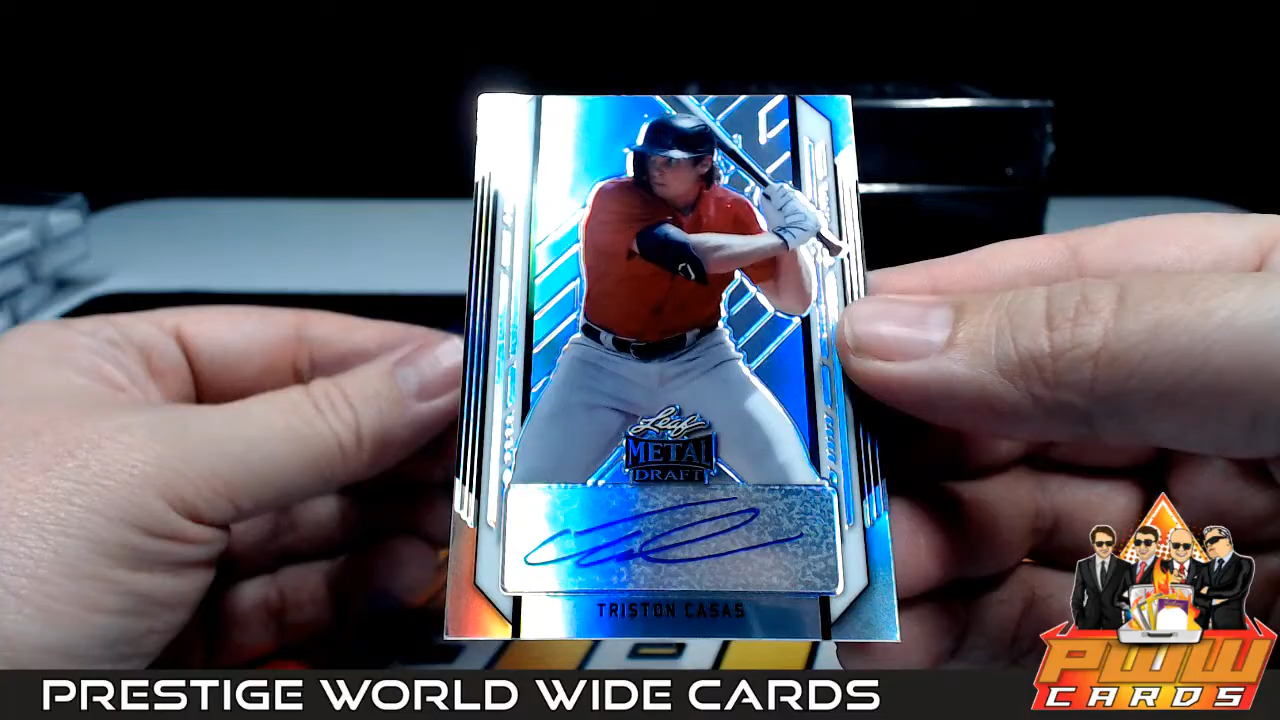 Leaf
METAL
DRAFT
TRISTON CASAS
PWW
CARDS
PRESTIGE WORLD WIDE CARDS